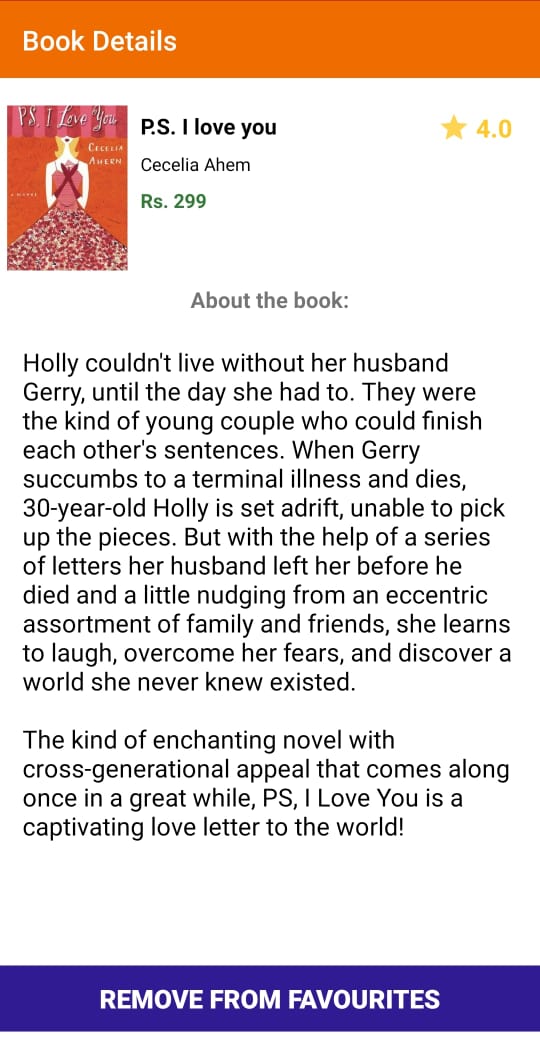 Book Details
PS, I Love You
CECELIA
AHERN
A NOVEL
P.S. I love you
4.0
Cecelia Ahem
Rs. 299
About the book:
Holly couldn't live without her husband
Gerry, until the day she had to. They were
the kind of young couple who could finish
each other's sentences. When Gerry
succumbs to a terminal illness and dies,
30-year-old Holly is set adrift, unable to pick
up the pieces. But with the help of a series
of letters her husband left her before he
died and a little nudging from an eccentric
assortment of family and friends, she learns
to laugh, overcome her fears, and discover a
world she never knew existed.
The kind of enchanting novel with
cross-generational appeal that comes along
once in a great while, PS, I Love You is a
captivating love letter to the world!
REMOVE FROM FAVOURITES